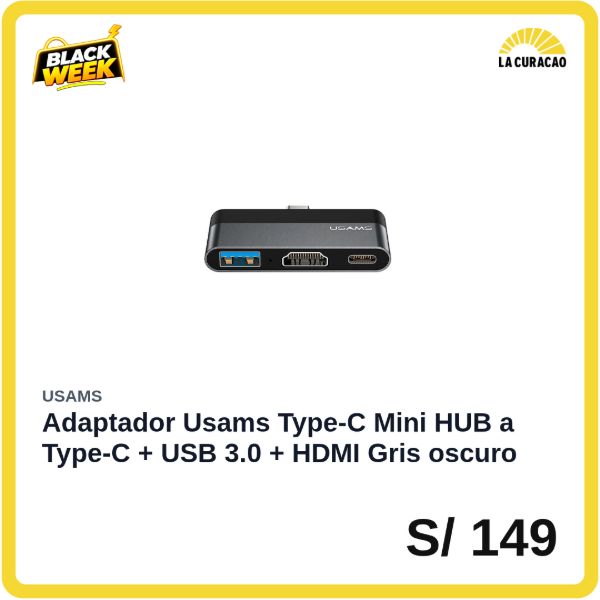 BLACK
WEEK
LA CURACAO
USAMS
USAMS
Adaptador Usams Type-C Mini HUB a
Type-C + USB 3.0 + HDMI Gris oscuro
S/ 149